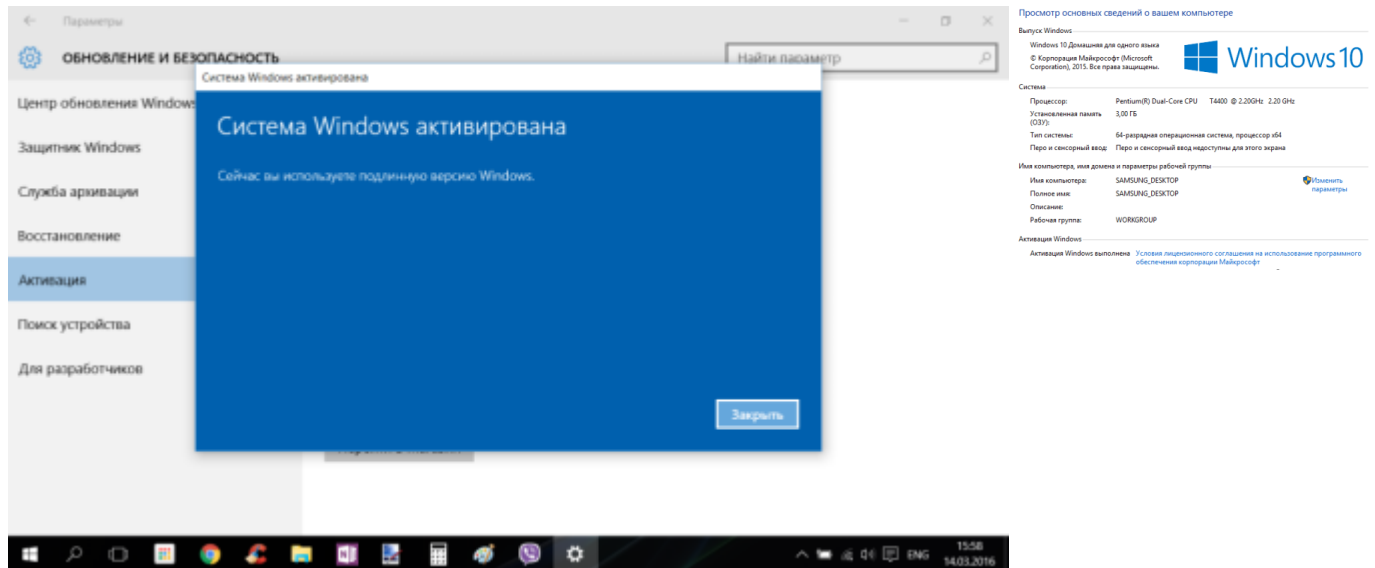 Параметры
ОБНОВЛЕНИЕ И БЕЗОПАСНОСТЬ
Найти параметр
Система Windows активирована
Центр обновления Windows
Система Windows активирована
Защитник Windows
Сейчас вы используете подлинную версию Windows.
Служба архивации
Восстановление
Активация
Поиск устройства
Для разработчиков
Закрыть
ENG
15:58
14.03.2016
Просмотр основных сведений о вашем компьютере
Выпуск Windows
Windows 10 Домашняя для одного языка
© Корпорация Майкрософт (Microsoft
Corporation), 2015. Все права защищены.
Windows 10
Система
Процессор: Pentium(R) Dual-Core CPU T4400 @ 2.20GHz 2.20 GHz
Установленная память 3,00 ГБ
(ОЗУ):
Тип системы: 64-разрядная операционная система, процессор x64
Перо и сенсорный ввод: Перо и сенсорный ввод недоступны для этого экрана
Имя компьютера, имя домена и параметры рабочей группы
Имя компьютера: SAMSUNG_DESKTOP Изменить
параметры
Полное имя: SAMSUNG_DESKTOP
Описание:
Рабочая группа: WORKGROUP
Активация Windows
Активация Windows выполнена Условия лицензионного соглашения на использование программного
обеспечения корпорации Майкрософт